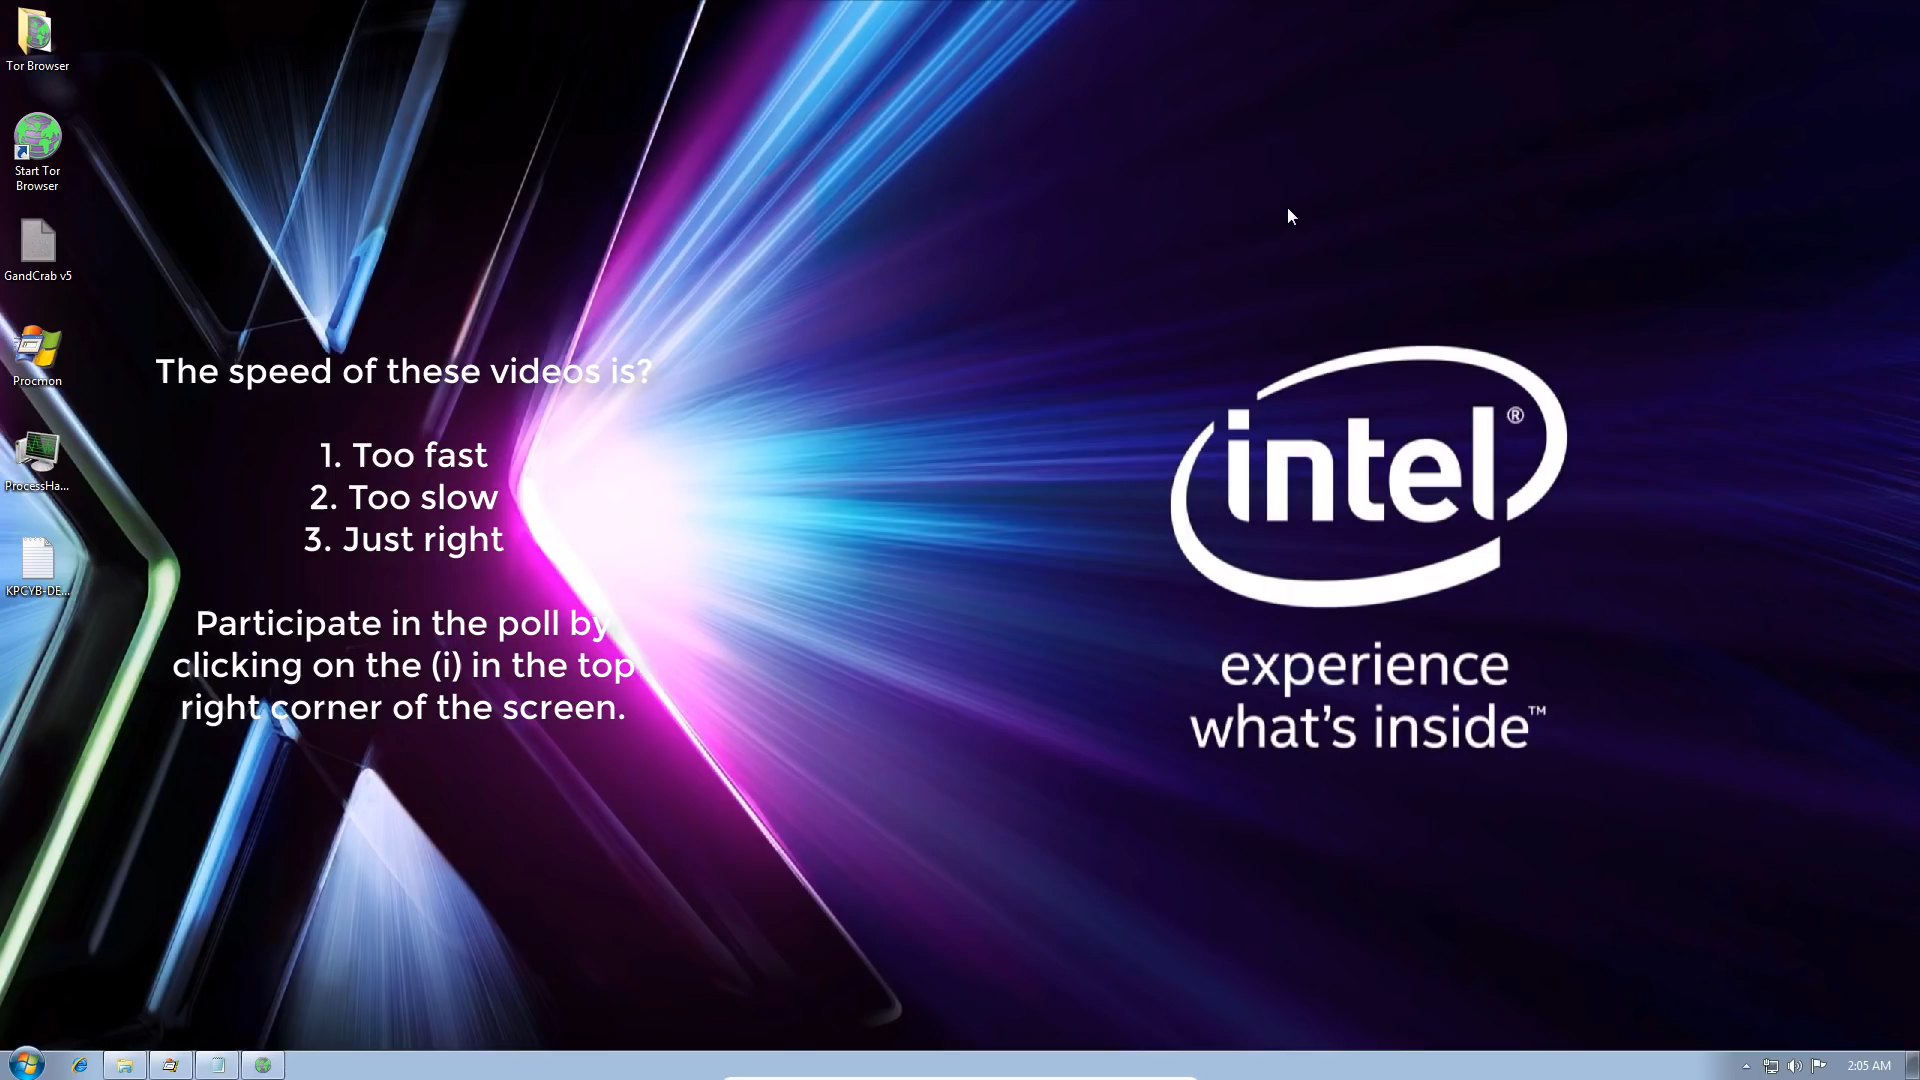 Tor Browser
Start Tor
Browser
GandCrab v5
Procmon
ProcessHa...
KPCYB-DE...
The speed of these videos is?
1. Too fast
2. Too slow
3. Just right
Participate in the poll by
clicking on the (i) in the top
right corner of the screen.
intel®
experience
what's inside™
2:05 AM